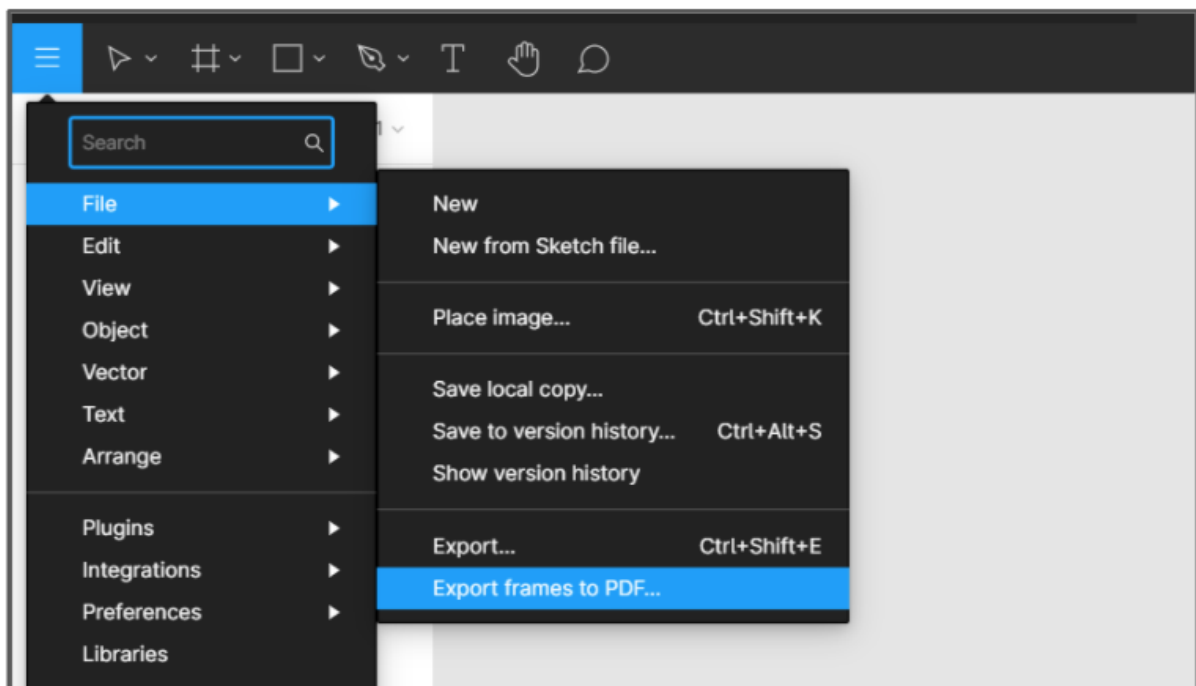 T
Search
File
Edit
View
Object
Vector
Text
Arrange
Plugins
Integrations
Preferences
Libraries
New
New from Sketch file...
Place image... Ctrl+Shift+K
Save local copy...
Save to version history... Ctrl+Alt+S
Show version history
Export... Ctrl+Shift+E
Export frames to PDF...